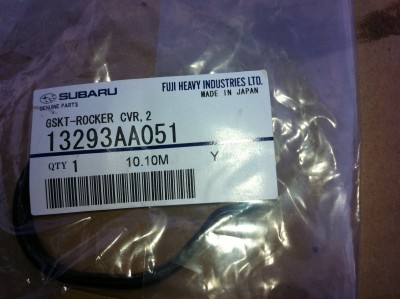 SUBARU
GENUINE PARTS
FUJI HEAVY INDUSTRIES LTD.
MADE IN JAPAN
GSKT-ROCKER CVR,2
13293AA051
QTY 1 10.10M Y